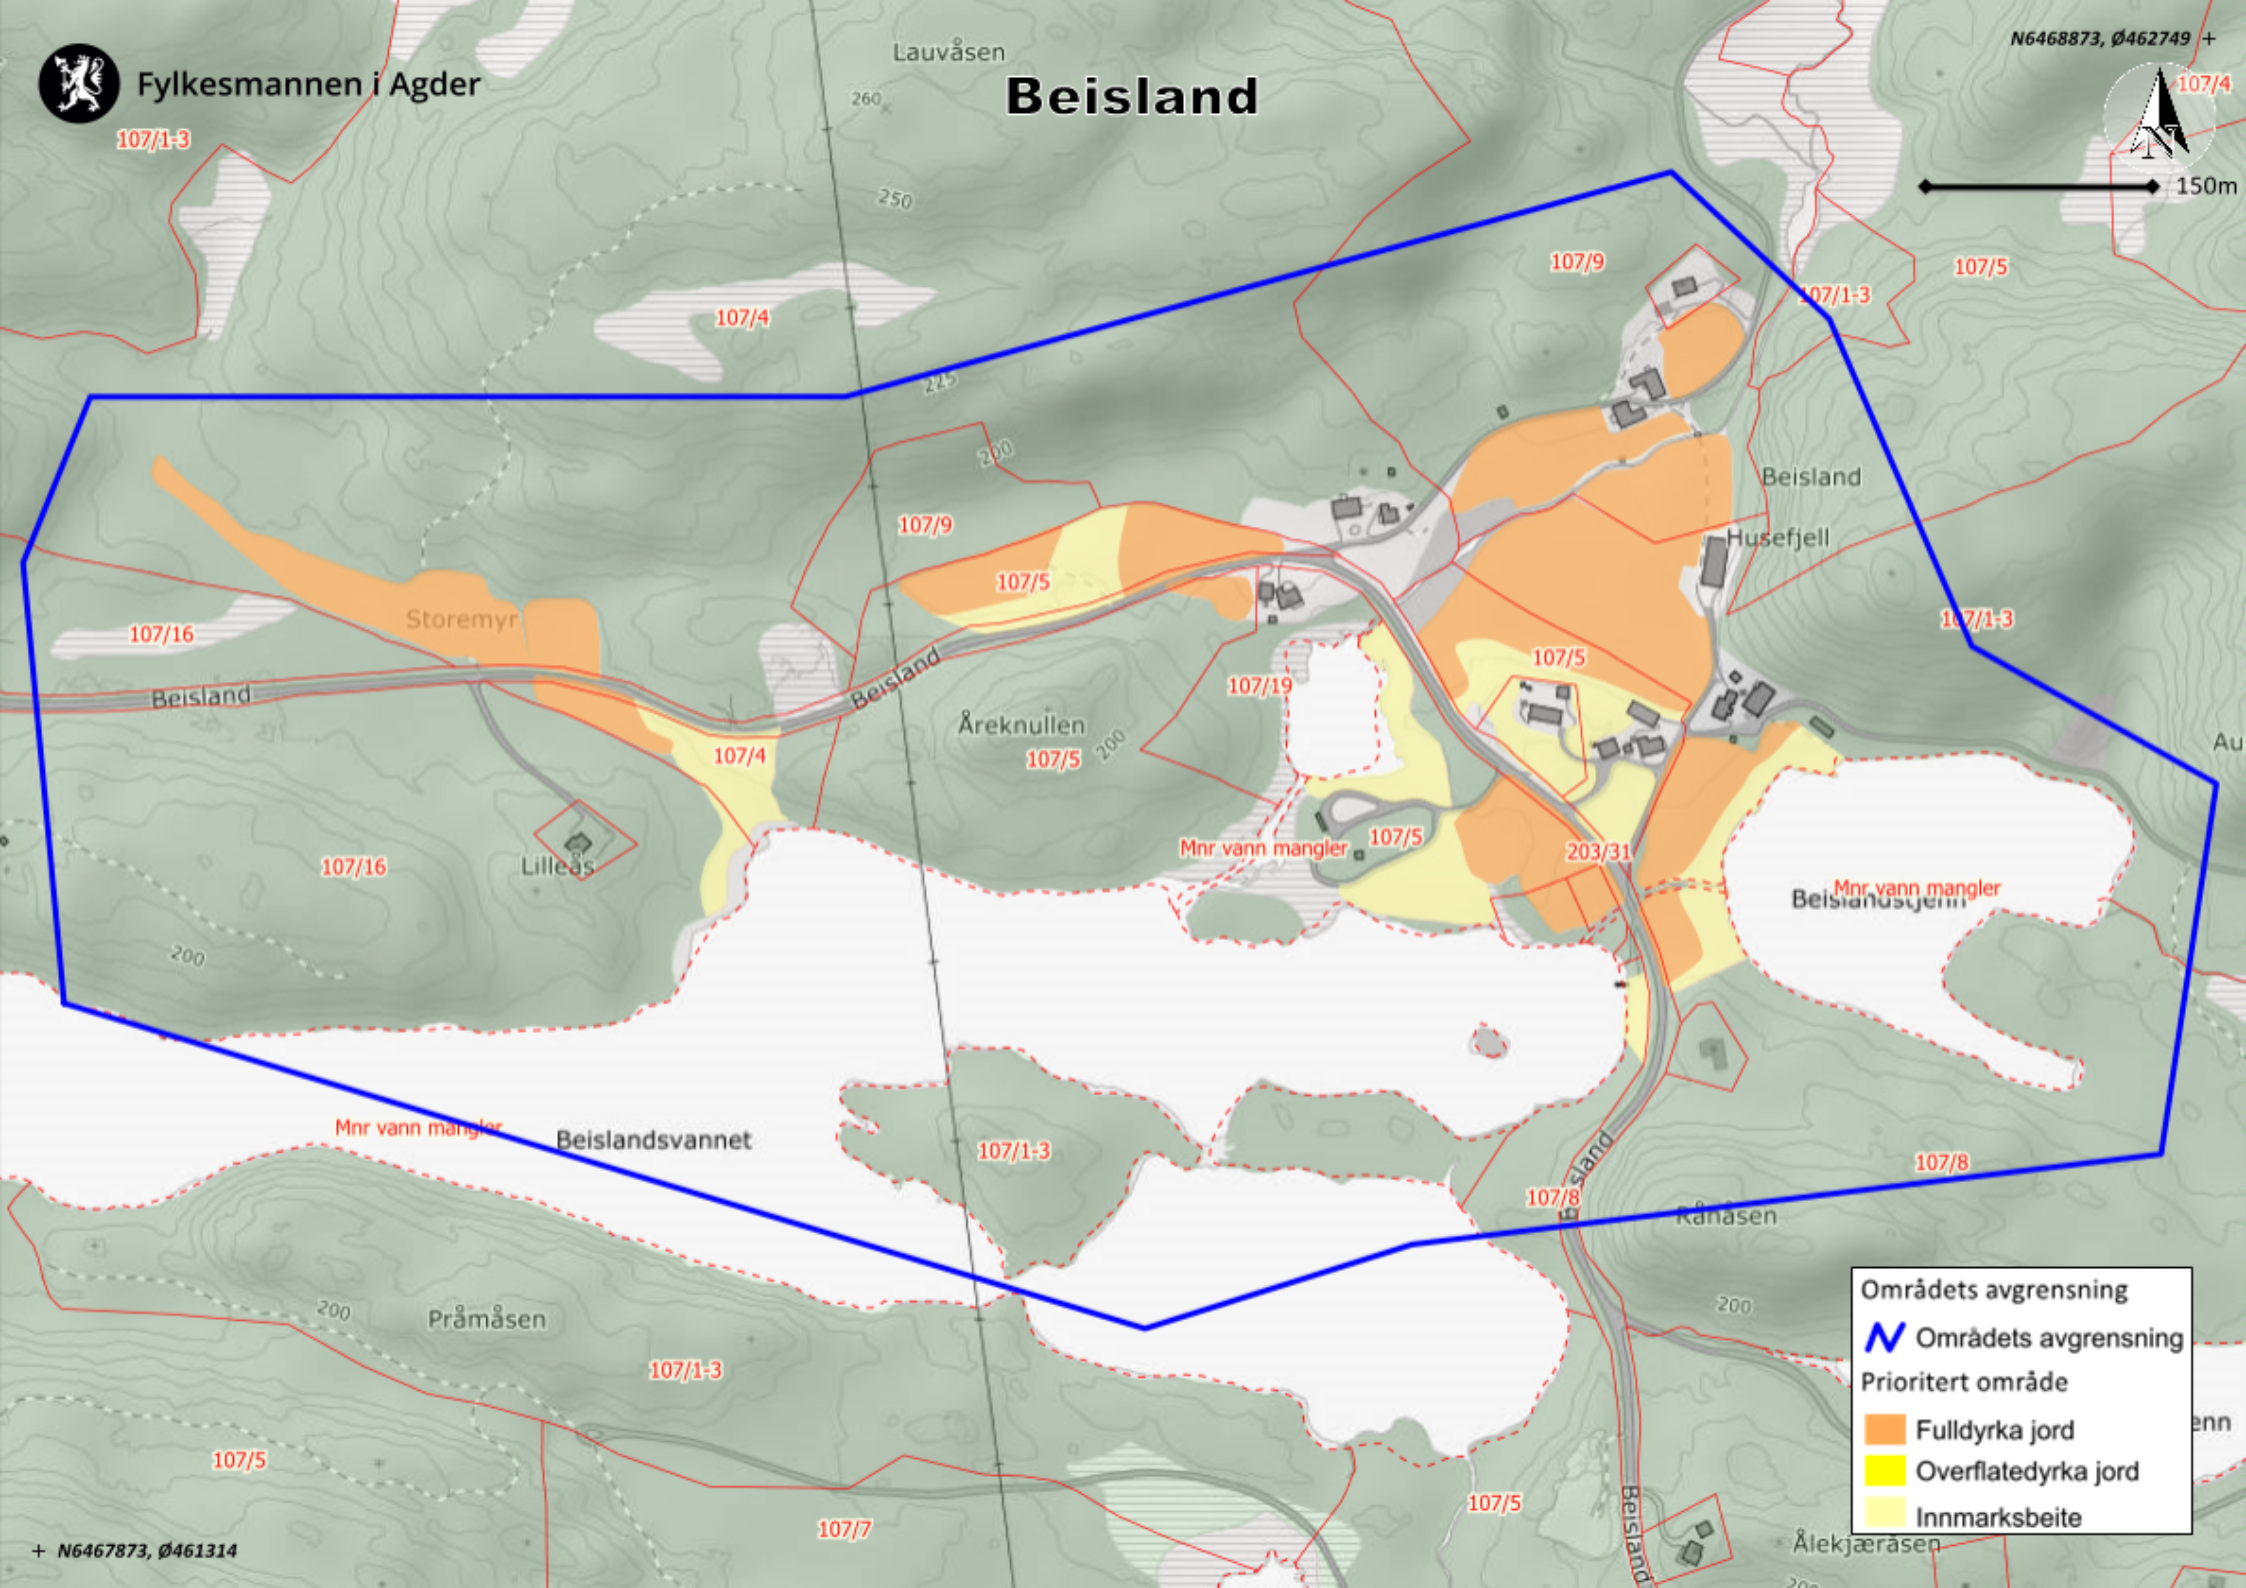 Lauvåsen
N6468873, Ø462749
Fylkesmannen i Agder
Beisland
107/4
260
107/1-3
150m
250
107/9
107/5
107/1-3
107/4
225
200
Beisland
107/9
Husefjell
107/5
Storemyr
107/1-3
107/16
107/5
Beisland
107/19
Beisland
Åreknullen
200
107/5
107/4
Au
107/5
Mnr vann mangler
203/31
107/16
Lilleås
Mnr vann mangler
200
Mnr vann mangler
Beislandsvannet
107/1-3
107/8
107/8
Rånåsen
200
Pråmåsen
200
107/1-3
107/5
107/5
107/7
Beisland
Ålekjæråsen
enn
Områdets avgrensning
Områdets avgrensning
Prioritert område
Fulldyrka jord
Overflatedyrka jord
Innmarksbeite
N6467873, Ø461314